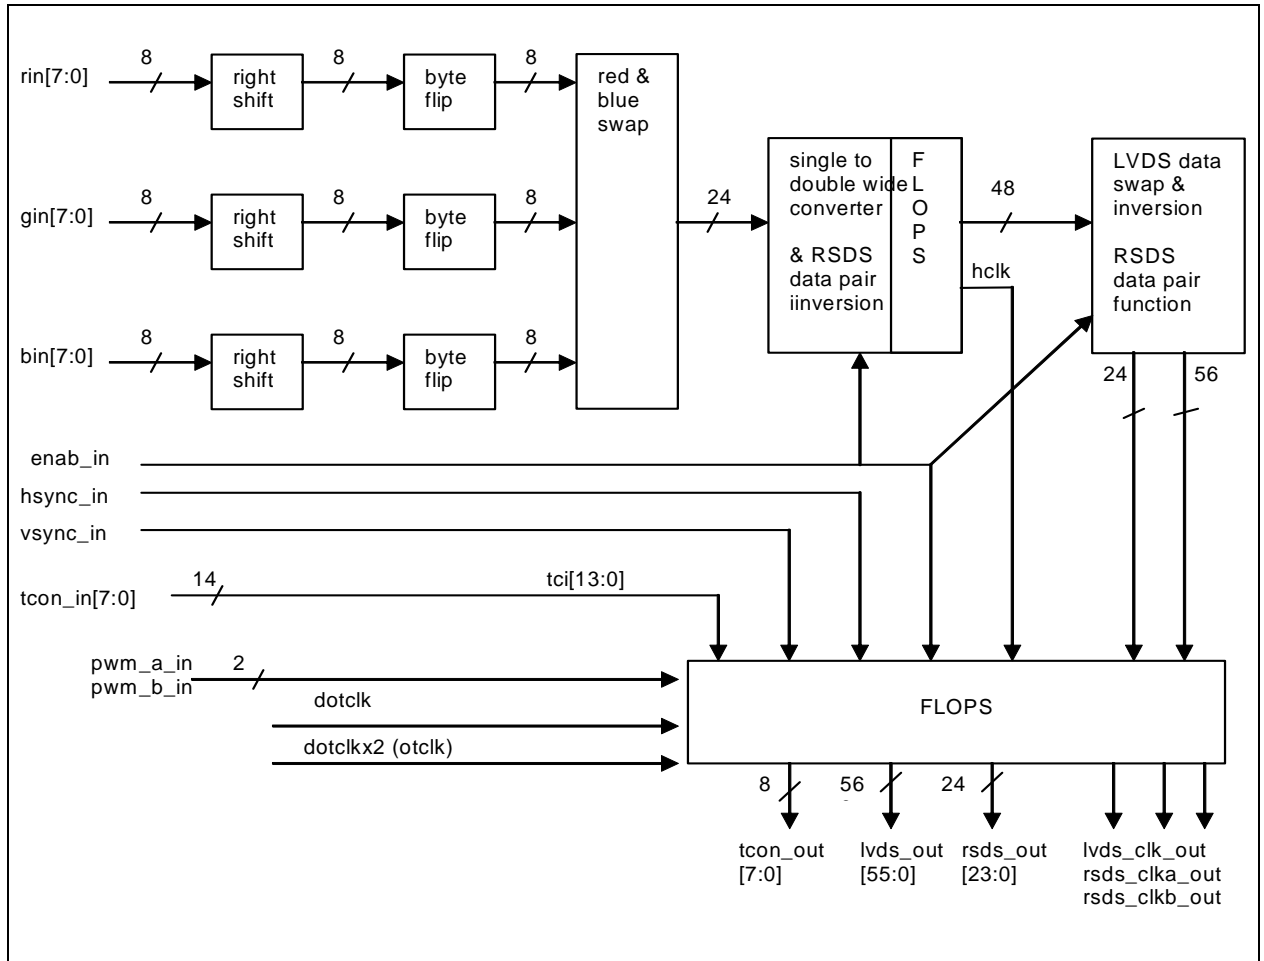 rin[7:0]
8
right
shift
8
byte
flip
8
red &
blue
swap
gin[7:0]
8
right
shift
8
byte
flip
8
24
bin[7:0]
8
right
shift
8
byte
flip
8
single to
double wide
converter
& RSDS
data pair
iinversion
F
L
O
P
S
48
hclk
LVDS data
swap &
inversion
RSDS
data pair
function
24
56
enab_in
hsync_in
vsync_in
tcon_in[7:0]
14
tci[13:0]
pwm_a_in
pwm_b_in
2
dotclk
dotclkx2 (otclk)
FLOPS
8
56
24
tcon_out
[7:0]
lvds_out
[55:0]
rsds_out
[23:0]
lvds_clk_out
rsds_clka_out
rsds_clkb_out